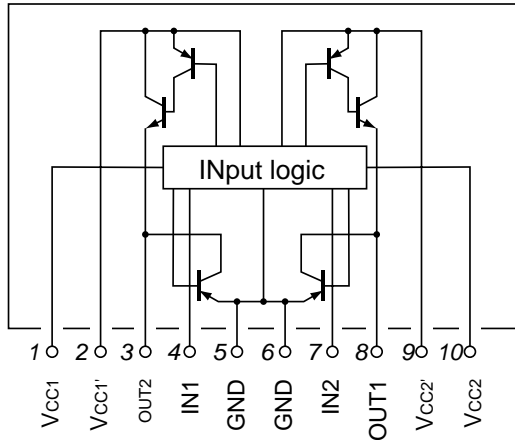 INput logic
1 2 3 4 5 6 7 8 9 10
VCC1 VCC1' OUT2 IN1 GND GND IN2 OUT1 VCC2' VCC2